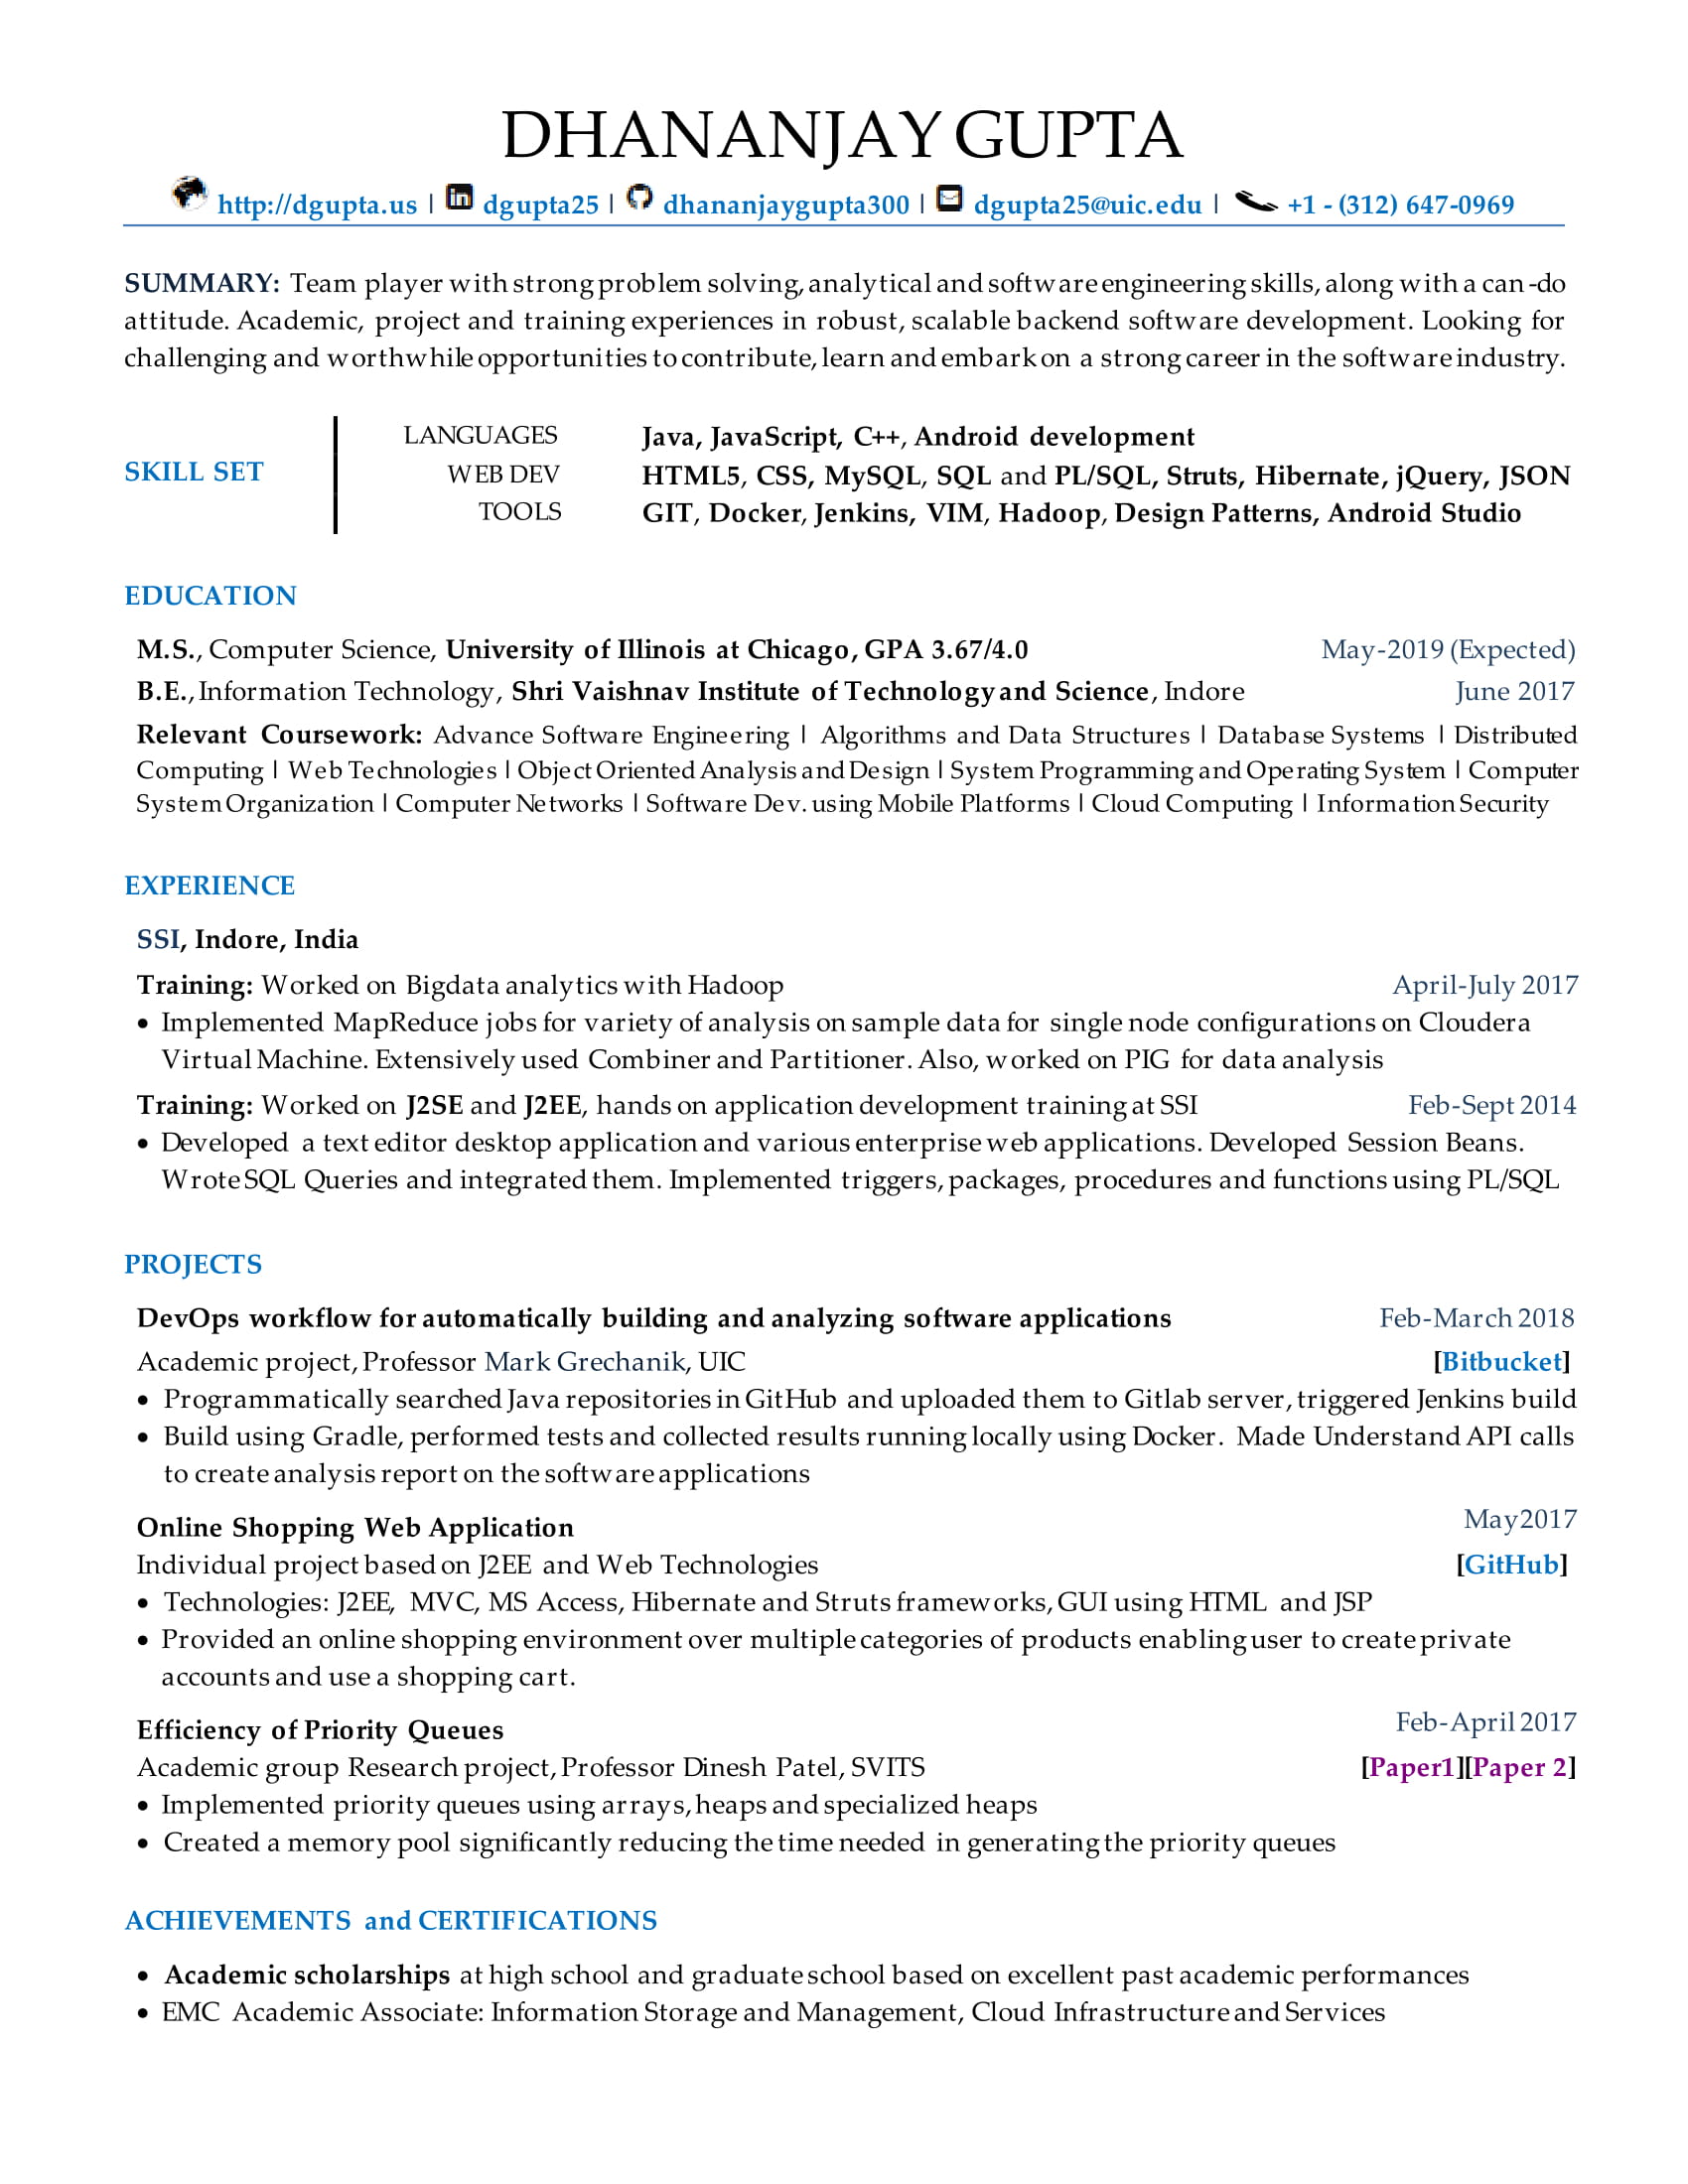 DHANANJAY GUPTA
http://dgupta.us | dgupta25 | dhananjaygupta300 | dgupta25@uic.edu | +1 - (312) 647-0969
SUMMARY: Team player with strong problem solving, analytical and software engineering skills, along with a can-do
attitude. Academic, project and training experiences in robust, scalable backend software development. Looking for
challenging and worthwhile opportunities to contribute, learn and embark on a strong career in the software industry.
SKILL SET
LANGUAGES Java, JavaScript, C++, Android development
WEB DEV HTML5, CSS, MySQL, SQL and PL/SQL, Struts, Hibernate, jQuery, JSON
TOOLS GIT, Docker, Jenkins, VIM, Hadoop, Design Patterns, Android Studio
EDUCATION
M.S., Computer Science, University of Illinois at Chicago, GPA 3.67/4.0 May-2019 (Expected)
B.E., Information Technology, Shri Vaishnav Institute of Technology and Science, Indore June 2017
Relevant Coursework: Advance Software Engineering | Algorithms and Data Structures | Database Systems | Distributed
Computing | Web Technologies | Object Oriented Analysis and Design | System Programming and Operating System | Computer
System Organization | Computer Networks | Software Dev. using Mobile Platforms | Cloud Computing | Information Security
EXPERIENCE
SSI, Indore, India
Training: Worked on Bigdata analytics with Hadoop April-July 2017
• Implemented MapReduce jobs for variety of analysis on sample data for single node configurations on Cloudera
Virtual Machine. Extensively used Combiner and Partitioner. Also, worked on PIG for data analysis
Training: Worked on J2SE and J2EE, hands on application development training at SSI Feb-Sept 2014
• Developed a text editor desktop application and various enterprise web applications. Developed Session Beans.
Wrote SQL Queries and integrated them. Implemented triggers, packages, procedures and functions using PL/SQL
PROJECTS
DevOps workflow for automatically building and analyzing software applications Feb-March 2018
Academic project, Professor Mark Grechanik, UIC [Bitbucket]
• Programmatically searched Java repositories in GitHub and uploaded them to Gitlab server, triggered Jenkins build
• Build using Gradle, performed tests and collected results running locally using Docker. Made Understand API calls
to create analysis report on the software applications
Online Shopping Web Application May 2017
Individual project based on J2EE and Web Technologies [GitHub]
• Technologies: J2EE, MVC, MS Access, Hibernate and Struts frameworks, GUI using HTML and JSP
• Provided an online shopping environment over multiple categories of products enabling user to create private
accounts and use a shopping cart.
Efficiency of Priority Queues Feb-April 2017
Academic group Research project, Professor Dinesh Patel, SVITS [Paper1][Paper 2]
• Implemented priority queues using arrays, heaps and specialized heaps
• Created a memory pool significantly reducing the time needed in generating the priority queues
ACHIEVEMENTS and CERTIFICATIONS
• Academic scholarships at high school and graduate school based on excellent past academic performances
• EMC Academic Associate: Information Storage and Management, Cloud Infrastructure and Services